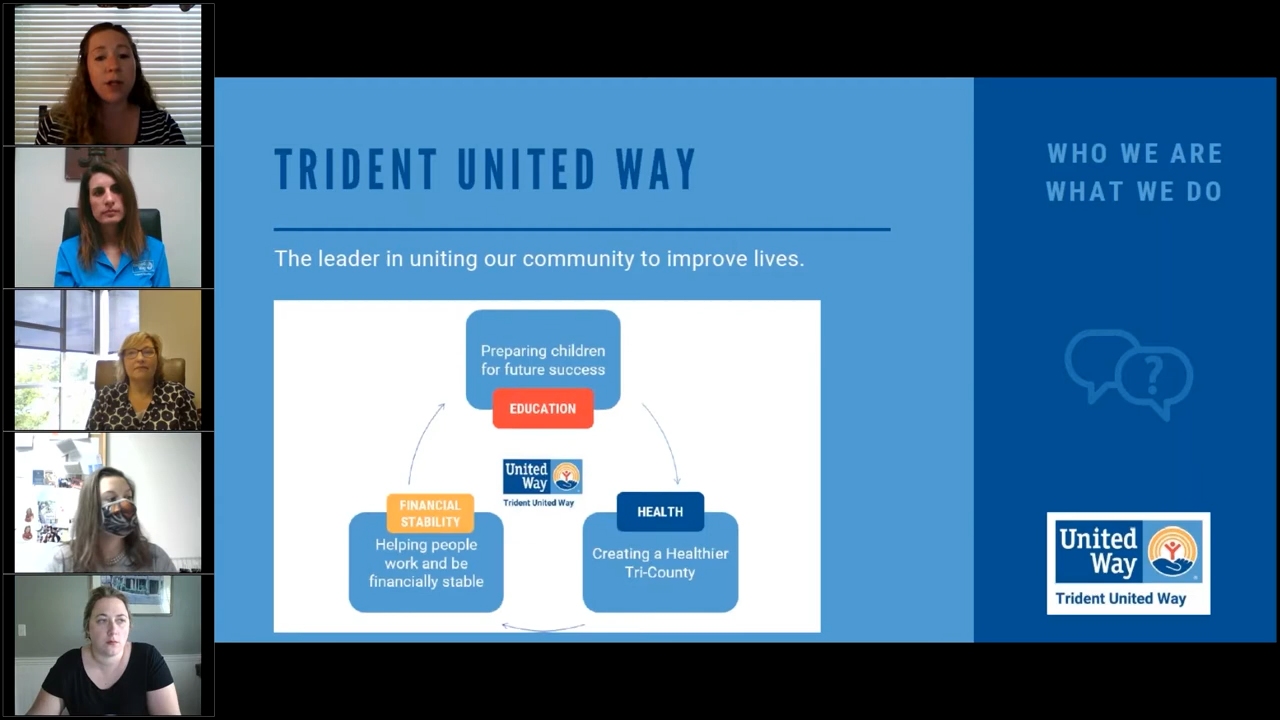 TRIDENT UNITED WAY
The leader in uniting our community to improve lives.
Preparing children
for future success
EDUCATION
United
Way
Trident United Way
FINANCIAL
STABILITY
Helping people
work and be
financially stable
HEALTH
Creating a Healthier
Tri-County
WHO WE ARE
WHAT WE DO
?
United
Way
Trident United Way